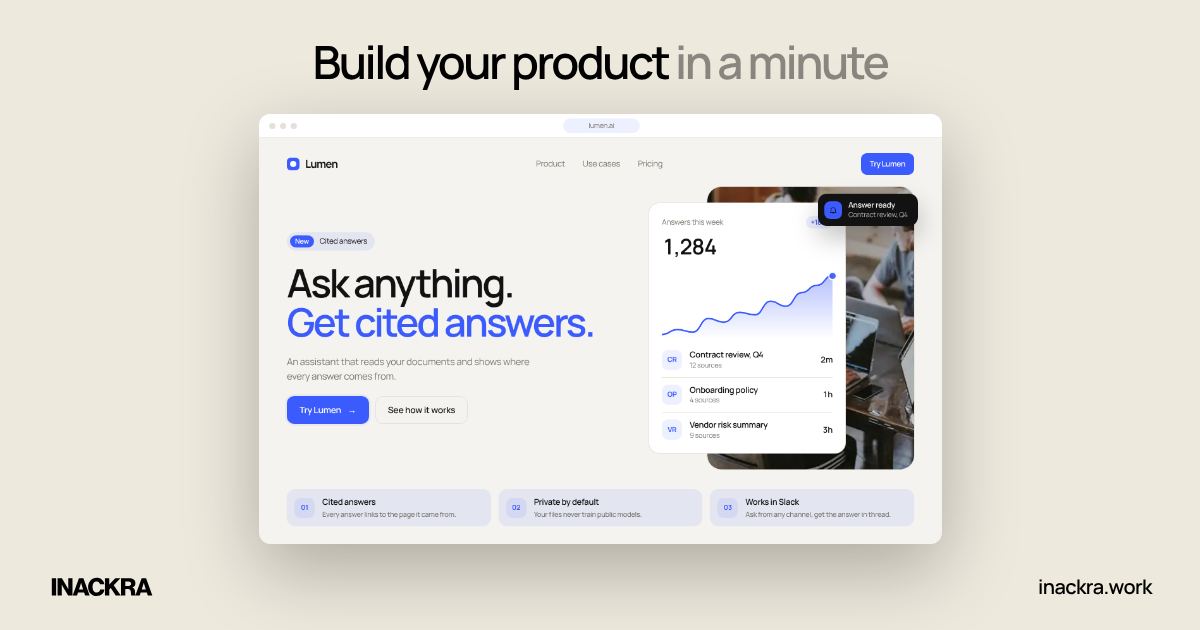 Build your product in a minute
lumen.ai
Lumen
Product
Use cases
Pricing
Try Lumen
New
Cited answers
Ask anything.
Get cited answers.
An assistant that reads your documents and shows where
every answer comes from.
Try Lumen →
See how it works
Answers this week
1,284
Answer ready
Contract review, Q4
CR
Contract review, Q4
12 sources
2m
OP
Onboarding policy
4 sources
1h
VR
Vendor risk summary
9 sources
3h
01
Cited answers
Every answer links to the page it came from.
02
Private by default
Your files never train public models.
03
Works in Slack
Ask from any channel, get the answer in thread.
INACKRA
inackra.work